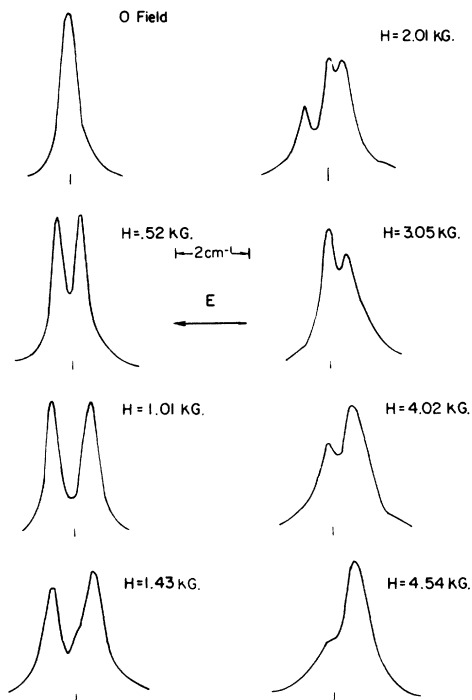 O Field
H=2.01 KG.
H=.52 KG.
2cm-1
H=3.05 KG.
E
H=1.01 KG.
H=4.02 KG.
H=1.43 KG.
H=4.54 KG.